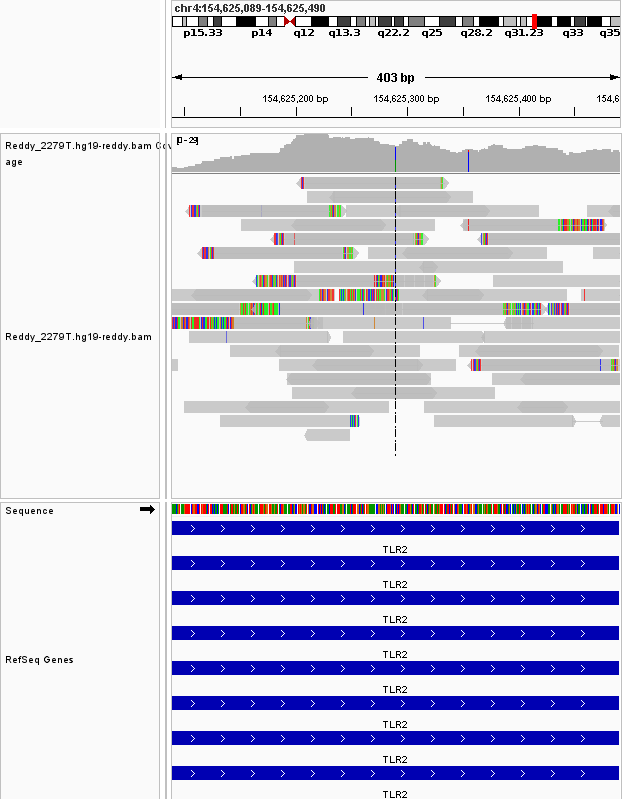 chr4:154,625,089-154,625,490
p15.33 p14 q12 q13.3 q22.2 q25 q28.2 q31.23 q33 q35
403 bp
154,625,200 bp 154,625,300 bp 154,625,400 bp 154,6
Reddy_2279T.hg19-reddy.bam Cov
age
[0-29]
Reddy_2279T.hg19-reddy.bam
Sequence
TLR2
TLR2
TLR2
TLR2
RefSeq Genes
TLR2
TLR2
TLR2
TLR2